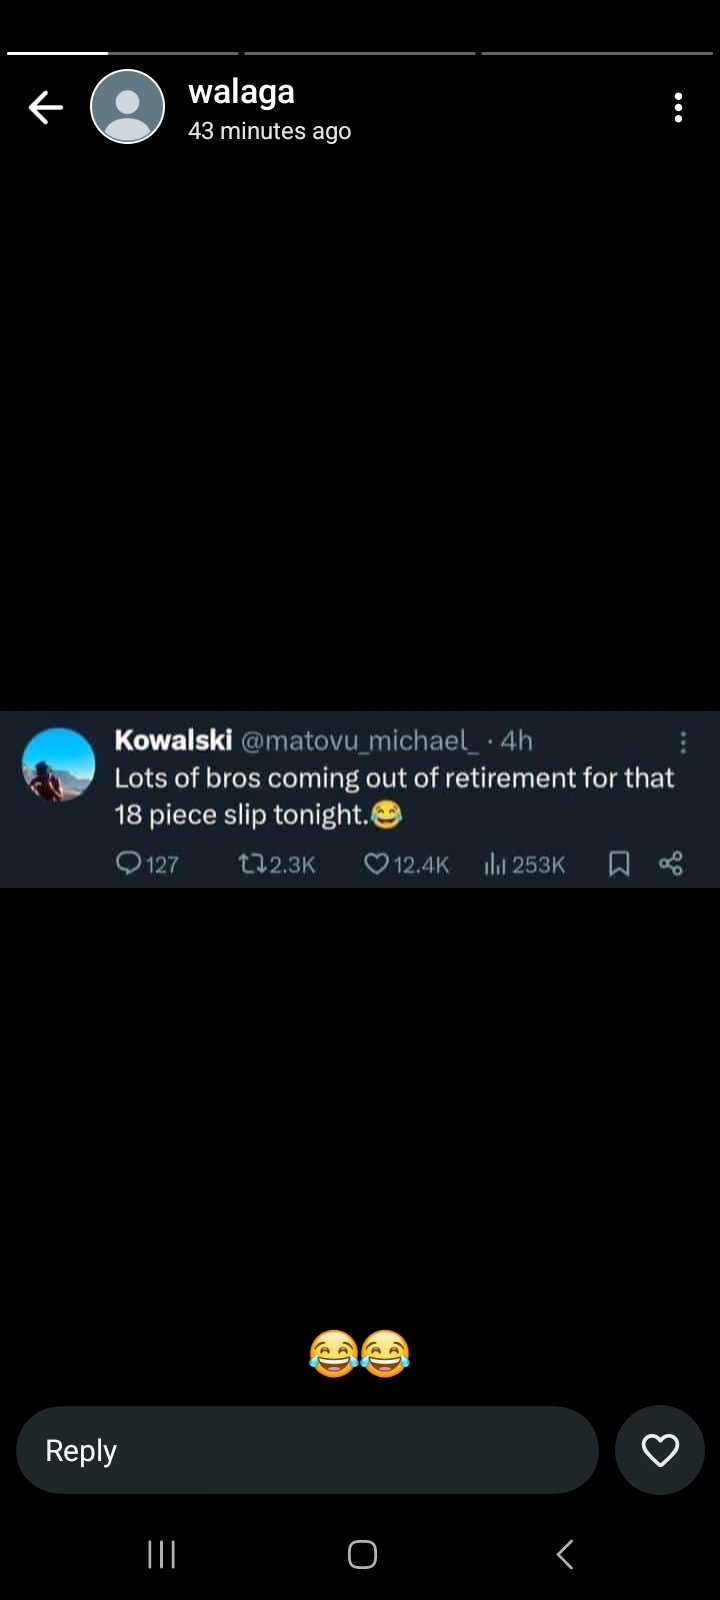 walaga
43 minutes ago
Kowalski @matovu_michael_ · 4h
Lots of bros coming out of retirement for that
18 piece slip tonight.😂
127 2.3K 12.4K 253K
😂😂
Reply